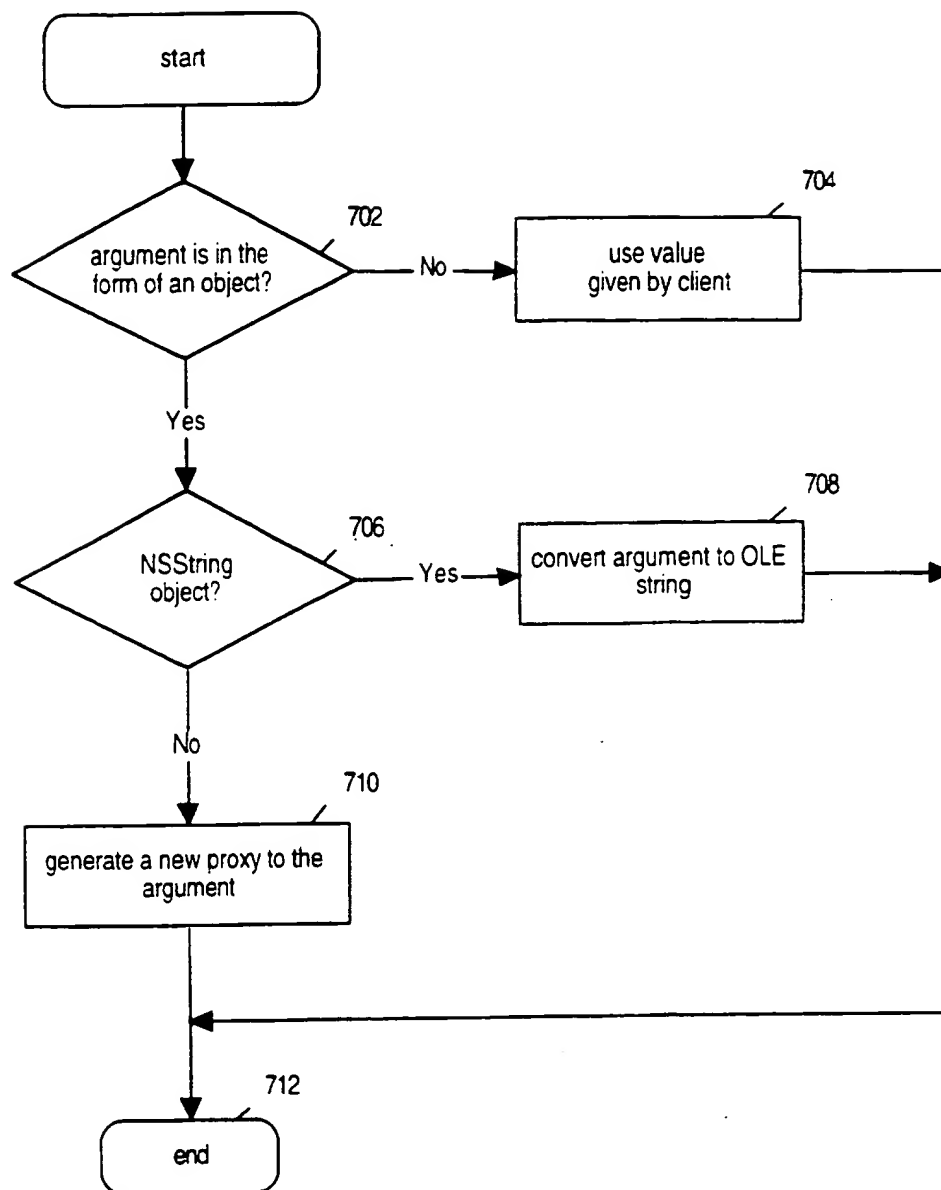 start
702
argument is in the
form of an object?
No
704
use value
given by client
Yes
706
NSString
object?
Yes
708
convert argument to OLE
string
No
710
generate a new proxy to the
argument
712
end